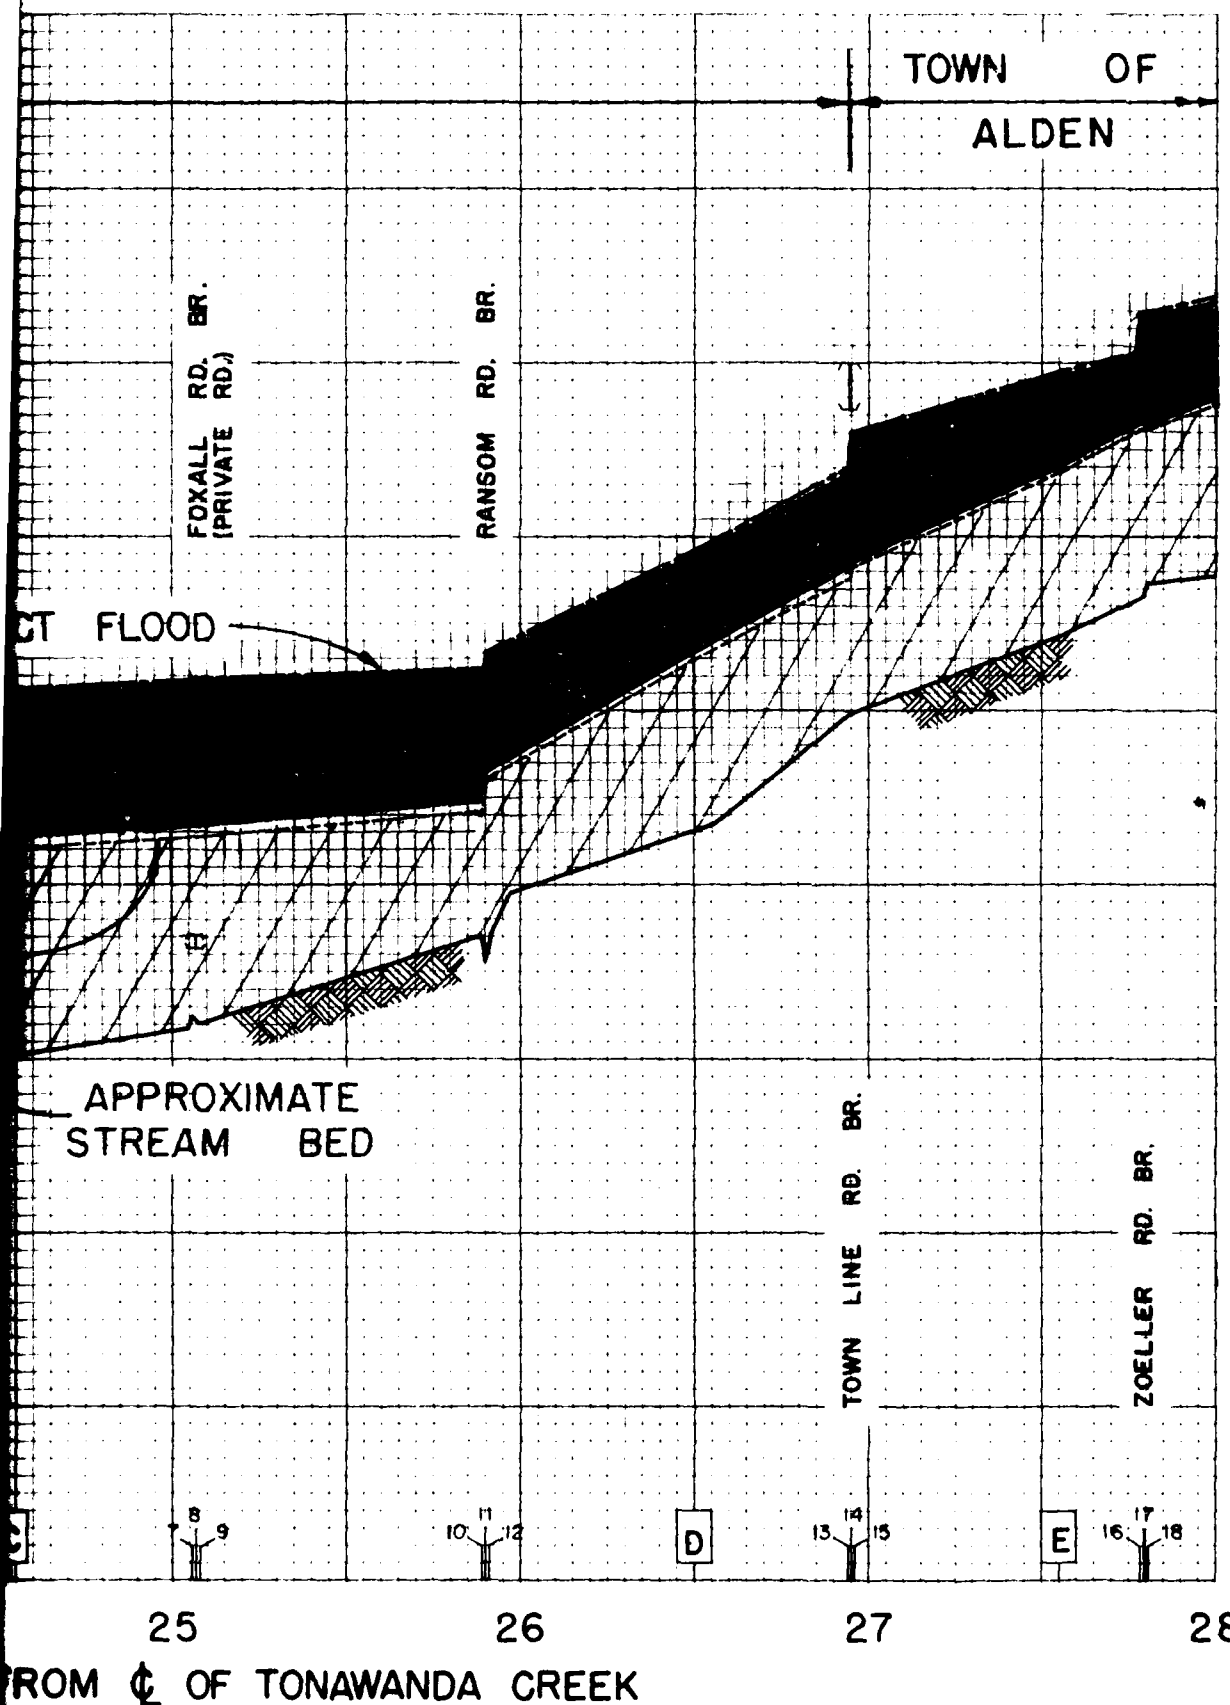 TOWN OF
ALDEN
FOXALL RD. BR.
(PRIVATE RD.)
RANSOM RD. BR.
CT FLOOD
APPROXIMATE
STREAM BED
TOWN LINE RD. BR.
ZOELLER RD. BR.
8
9
11
10 12
D
14
13 15
E
17
16 18
25 26 27 28
FROM ℄ OF TONAWANDA CREEK